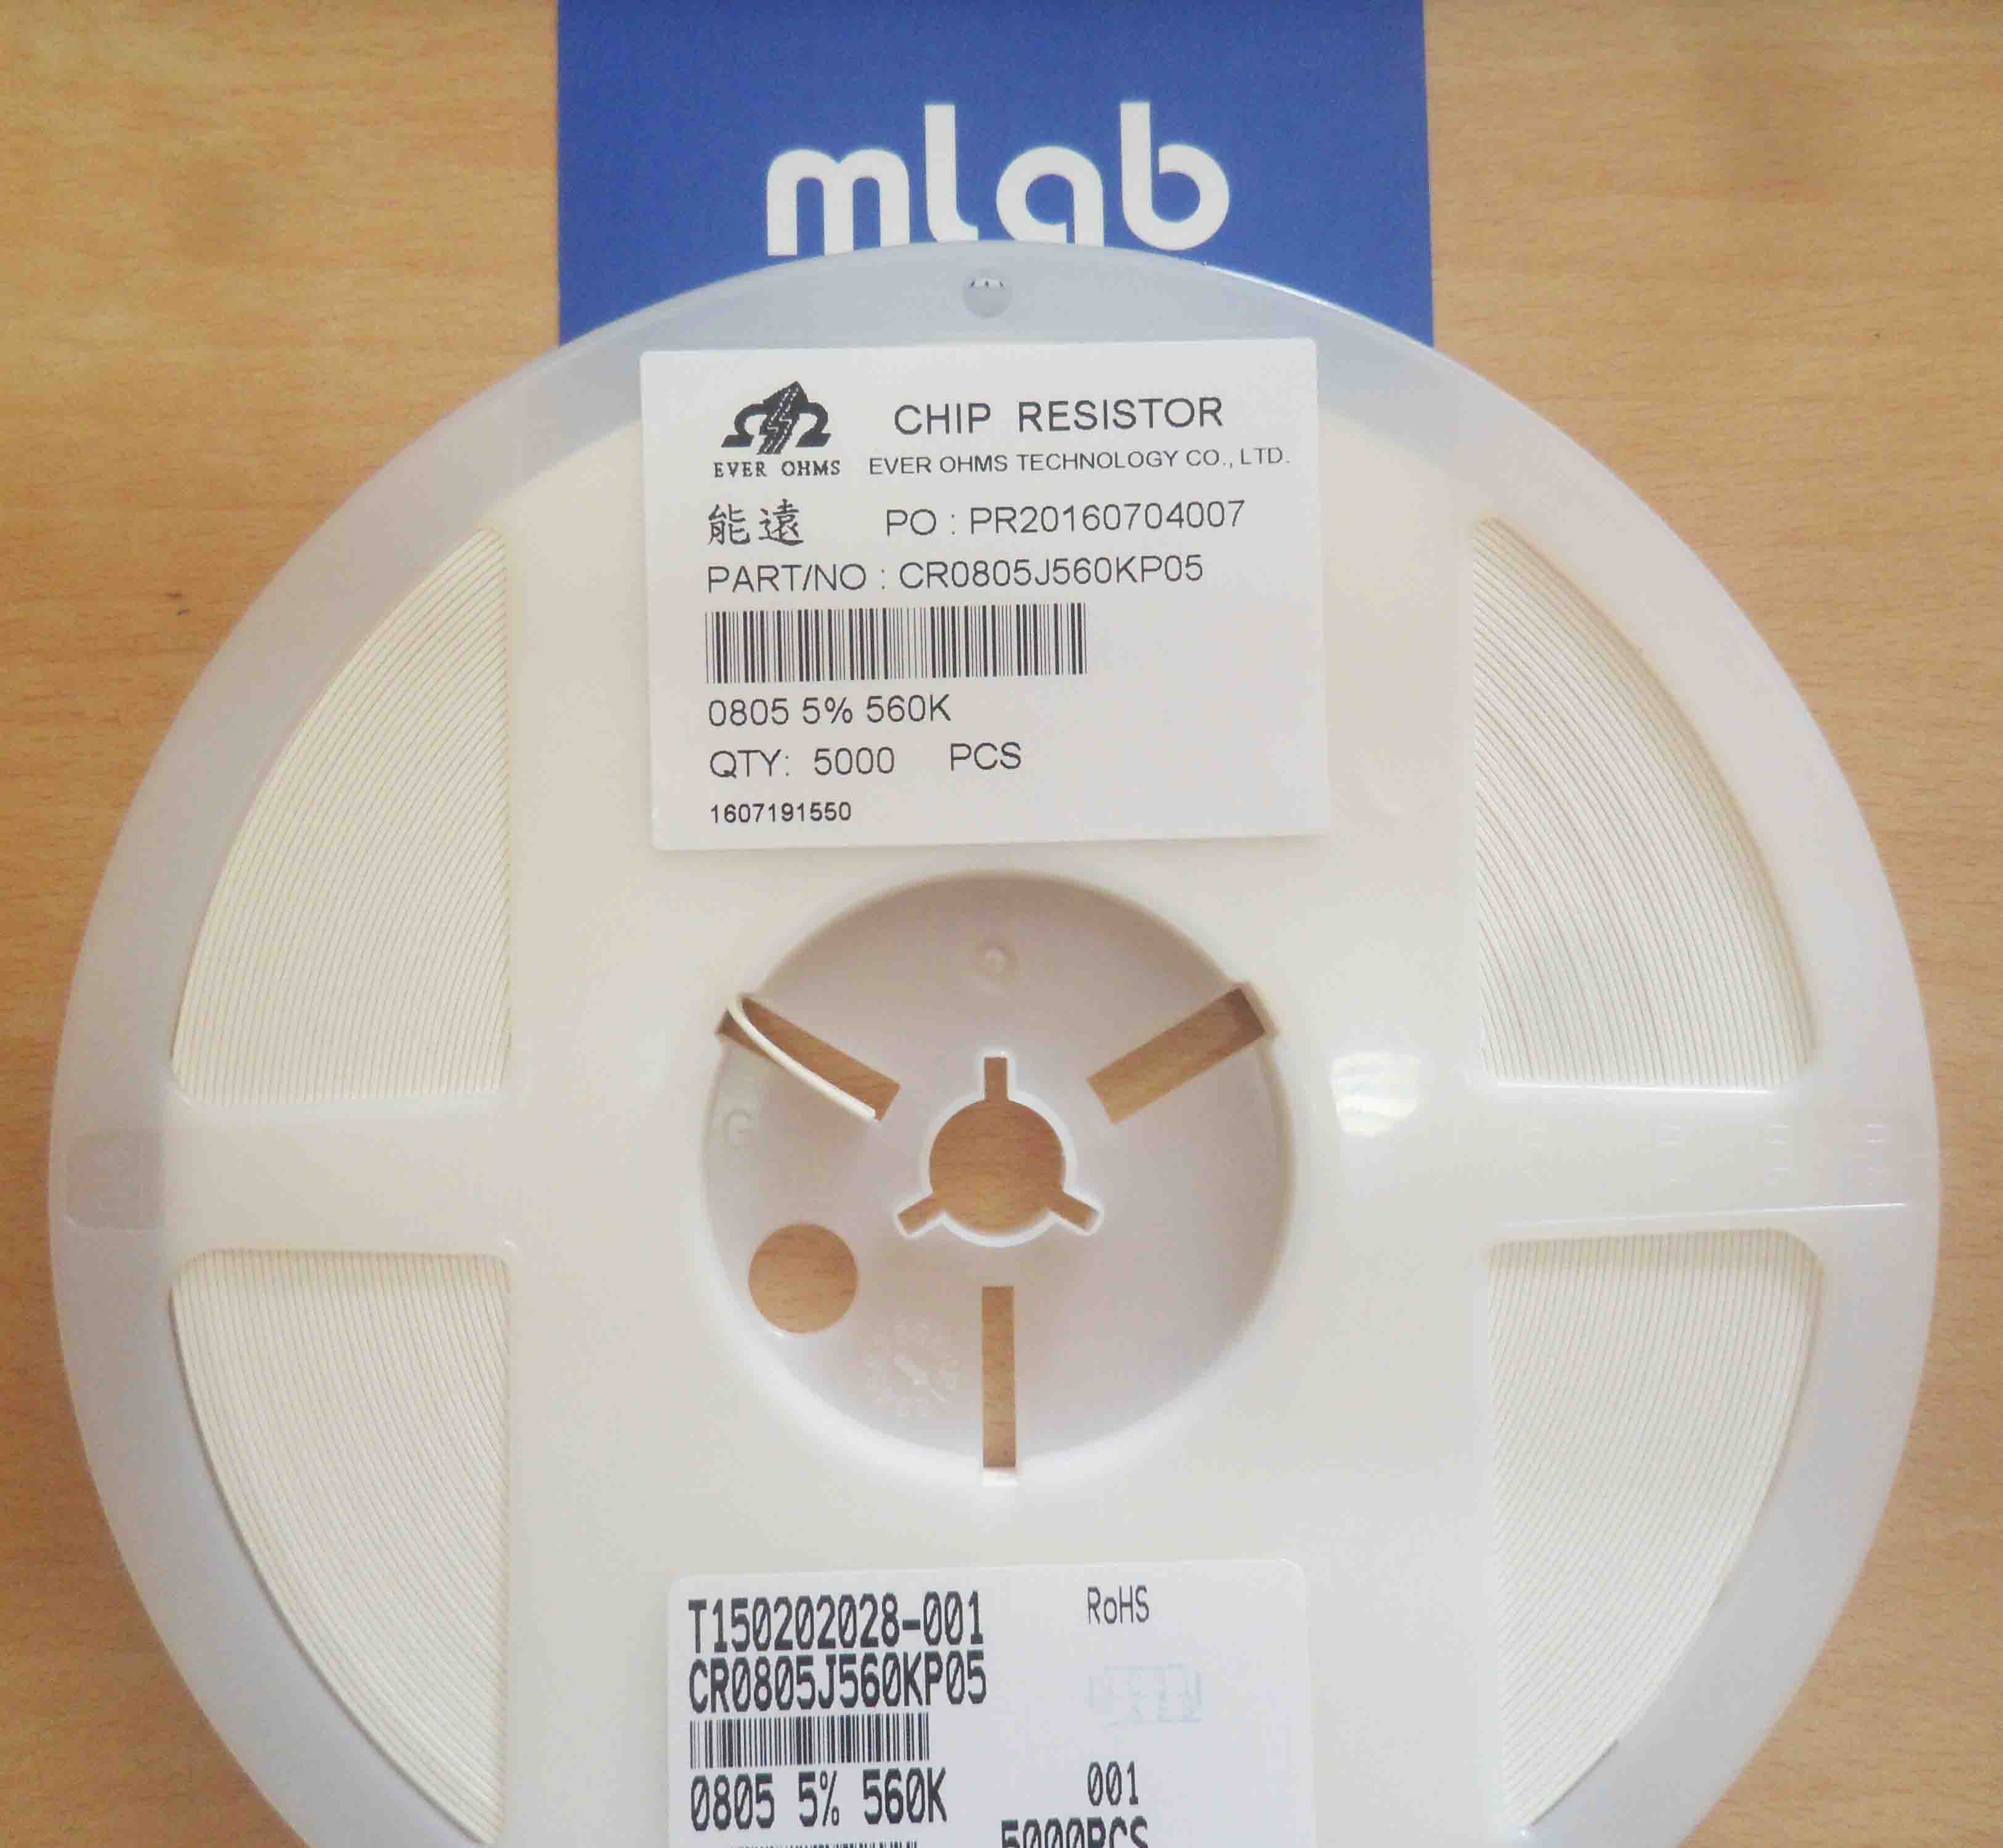 mlab
CHIP RESISTOR
EVER OHMS
EVER OHMS TECHNOLOGY CO., LTD.
能遠 PO : PR20160704007
PART/NO : CR0805J560KP05
0805 5% 560K
QTY: 5000 PCS
1607191550
T150202028-001 RoHS
CR0805J560KP05
0805 5% 560K 001
5000PCS